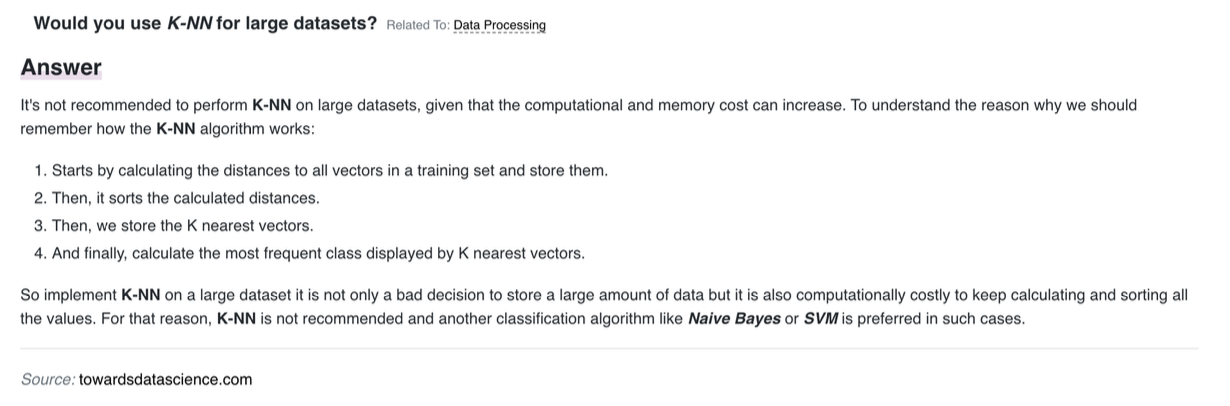 Would you use K-NN for large datasets? Related To: Data Processing
Answer
It's not recommended to perform K-NN on large datasets, given that the computational and memory cost can increase. To understand the reason why we should
remember how the K-NN algorithm works:
1. Starts by calculating the distances to all vectors in a training set and store them.
2. Then, it sorts the calculated distances.
3. Then, we store the K nearest vectors.
4. And finally, calculate the most frequent class displayed by K nearest vectors.
So implement K-NN on a large dataset it is not only a bad decision to store a large amount of data but it is also computationally costly to keep calculating and sorting all
the values. For that reason, K-NN is not recommended and another classification algorithm like Naive Bayes or SVM is preferred in such cases.
Source: towardsdatascience.com